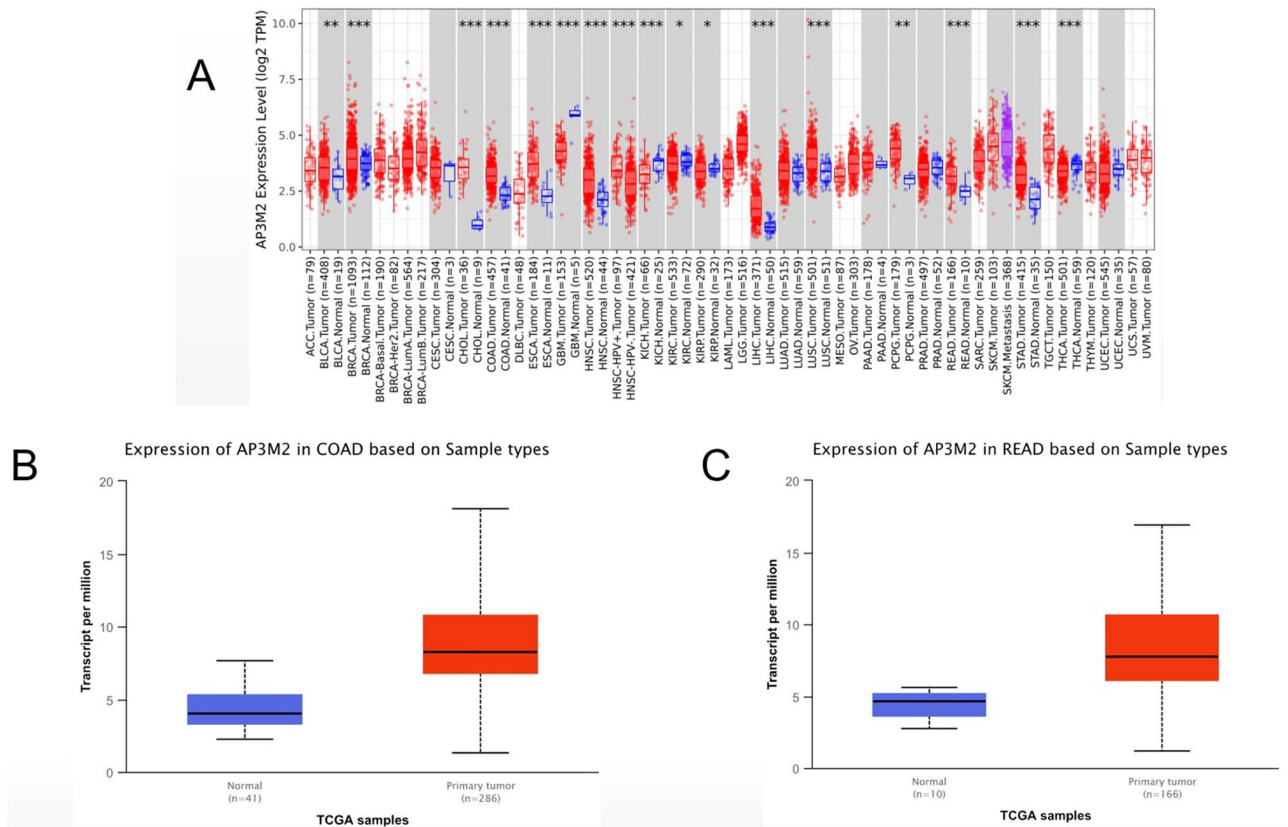 A
AP3M2 Expression Level (log2 TPM)
10.0
7.5
5.0
2.5
0.0
** *** *** *** *** *** *** *** *** * * *** *** ** *** *** ***
ACC.Tumor (n=79)
BLCA.Tumor (n=408)
BLCA.Normal (n=19)
BRCA.Tumor (n=1093)
BRCA.Normal (n=112)
BRCA-Basal.Tumor (n=190)
BRCA-Her2.Tumor (n=82)
BRCA-LumA.Tumor (n=564)
BRCA-LumB.Tumor (n=217)
CESC.Tumor (n=304)
CESC.Normal (n=3)
CHOL.Tumor (n=36)
CHOL.Normal (n=9)
COAD.Tumor (n=457)
COAD.Normal (n=41)
DLBC.Tumor (n=48)
ESCA.Tumor (n=184)
ESCA.Normal (n=11)
GBM.Tumor (n=153)
GBM.Normal (n=5)
HNSC.Tumor (n=520)
HNSC.Normal (n=44)
HNSC-HPV+.Tumor (n=97)
HNSC-HPV-.Tumor (n=421)
KICH.Tumor (n=66)
KICH.Normal (n=25)
KIRC.Tumor (n=533)
KIRC.Normal (n=72)
KIRP.Tumor (n=290)
KIRP.Normal (n=32)
LAML.Tumor (n=173)
LGG.Tumor (n=516)
LIHC.Tumor (n=371)
LIHC.Normal (n=50)
LUAD.Tumor (n=515)
LUAD.Normal (n=59)
LUSC.Tumor (n=501)
LUSC.Normal (n=51)
MESO.Tumor (n=87)
OV.Tumor (n=303)
PAAD.Tumor (n=178)
PAAD.Normal (n=4)
PCPG.Tumor (n=179)
PCPG.Normal (n=3)
PRAD.Tumor (n=497)
PRAD.Normal (n=52)
READ.Tumor (n=166)
READ.Normal (n=10)
SARC.Tumor (n=259)
SKCM.Tumor (n=103)
SKCM.Metastasis (n=368)
STAD.Tumor (n=415)
STAD.Normal (n=35)
TGCT.Tumor (n=150)
THCA.Tumor (n=501)
THCA.Normal (n=59)
THYM.Tumor (n=120)
UCEC.Tumor (n=545)
UCEC.Normal (n=35)
UCS.Tumor (n=57)
UVM.Tumor (n=80)
B
Expression of AP3M2 in COAD based on Sample types
Transcript per million
20
15
10
5
0
Normal
(n=41)
Primary tumor
(n=286)
TCGA samples
C
Expression of AP3M2 in READ based on Sample types
Transcript per million
20
15
10
5
0
Normal
(n=10)
Primary tumor
(n=166)
TCGA samples